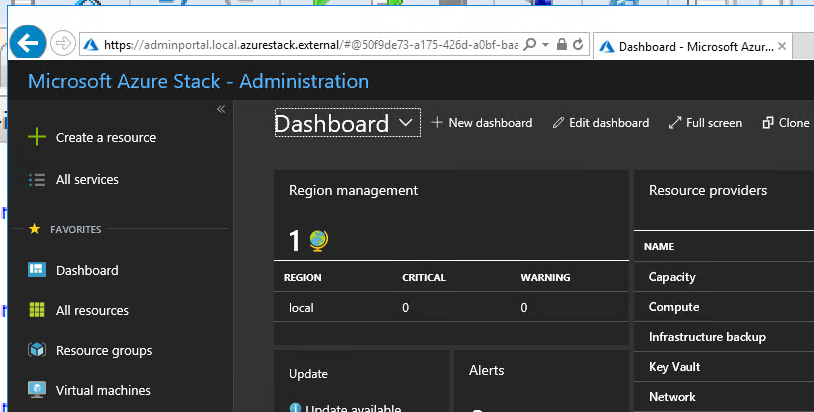 https://adminportal.local.azurestack.external/#@50f9de73-a175-426d-a0bf-baa
Dashboard - Microsoft Azur...
Microsoft Azure Stack - Administration
Create a resource
All services
FAVORITES
Dashboard
All resources
Resource groups
Virtual machines
Dashboard
New dashboard
Edit dashboard
Full screen
Clone
Region management
1
REGION CRITICAL WARNING
local 0 0
Update
Update available
Alerts
Resource providers
NAME
Capacity
Compute
Infrastructure backup
Key Vault
Network